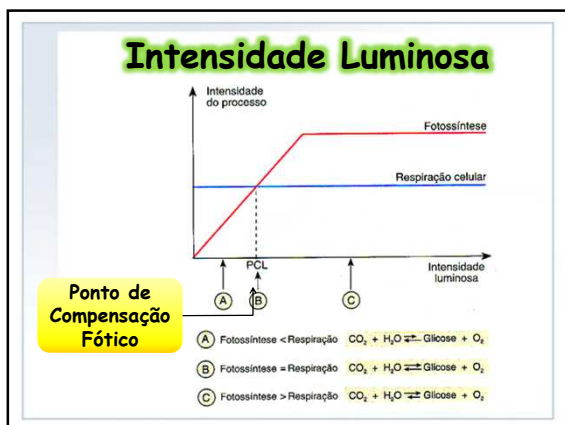 Intensidade Luminosa
Intensidade
do processo
Fotossíntese
Respiração celular
PCL
Intensidade
luminosa
A
B
C
Ponto de
Compensação
Fótico
A Fotossíntese < Respiração CO₂ + H₂O ⇄ Glicose + O₂
B Fotossíntese = Respiração CO₂ + H₂O ⇄ Glicose + O₂
C Fotossíntese > Respiração CO₂ + H₂O ⇄ Glicose + O₂